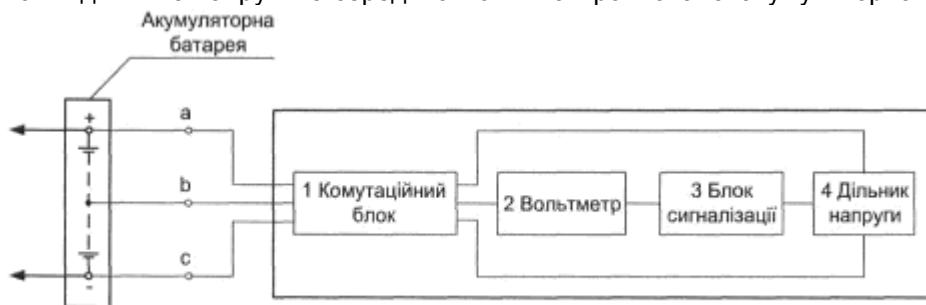 Акумуляторна
батарея
+
a
b
c
-
1 Комутаційний
блок
2 Вольтметр
3 Блок
сигналізації
4 Дільник
напруги